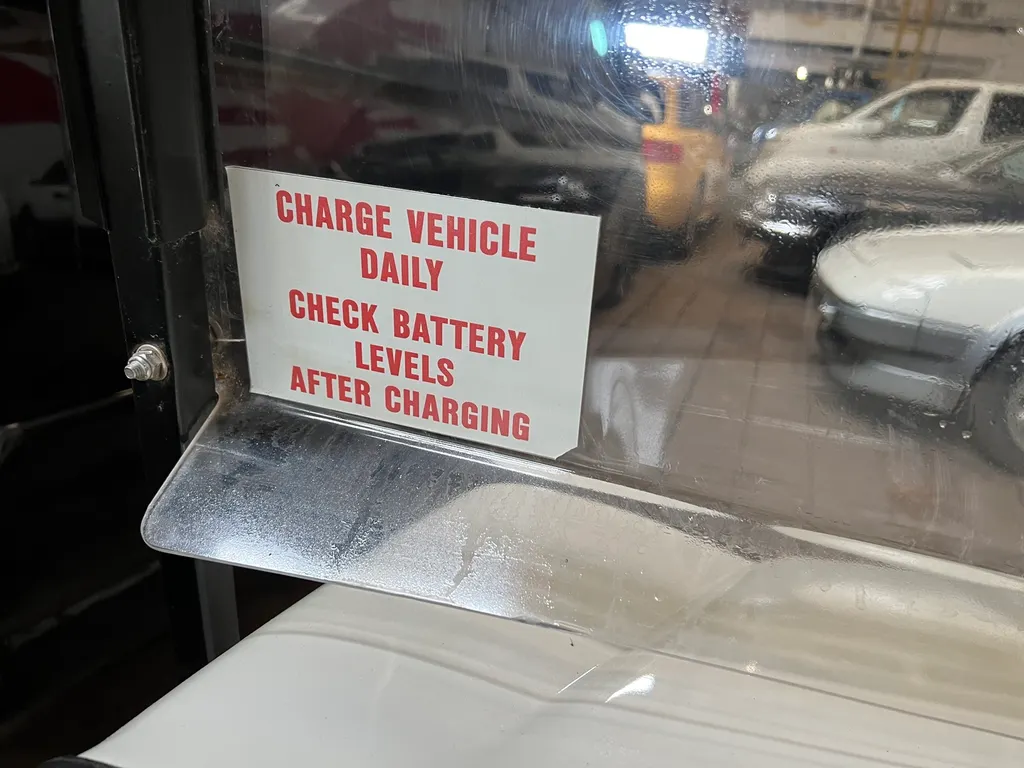 CHARGE VEHICLE
DAILY
CHECK BATTERY
LEVELS
AFTER CHARGING